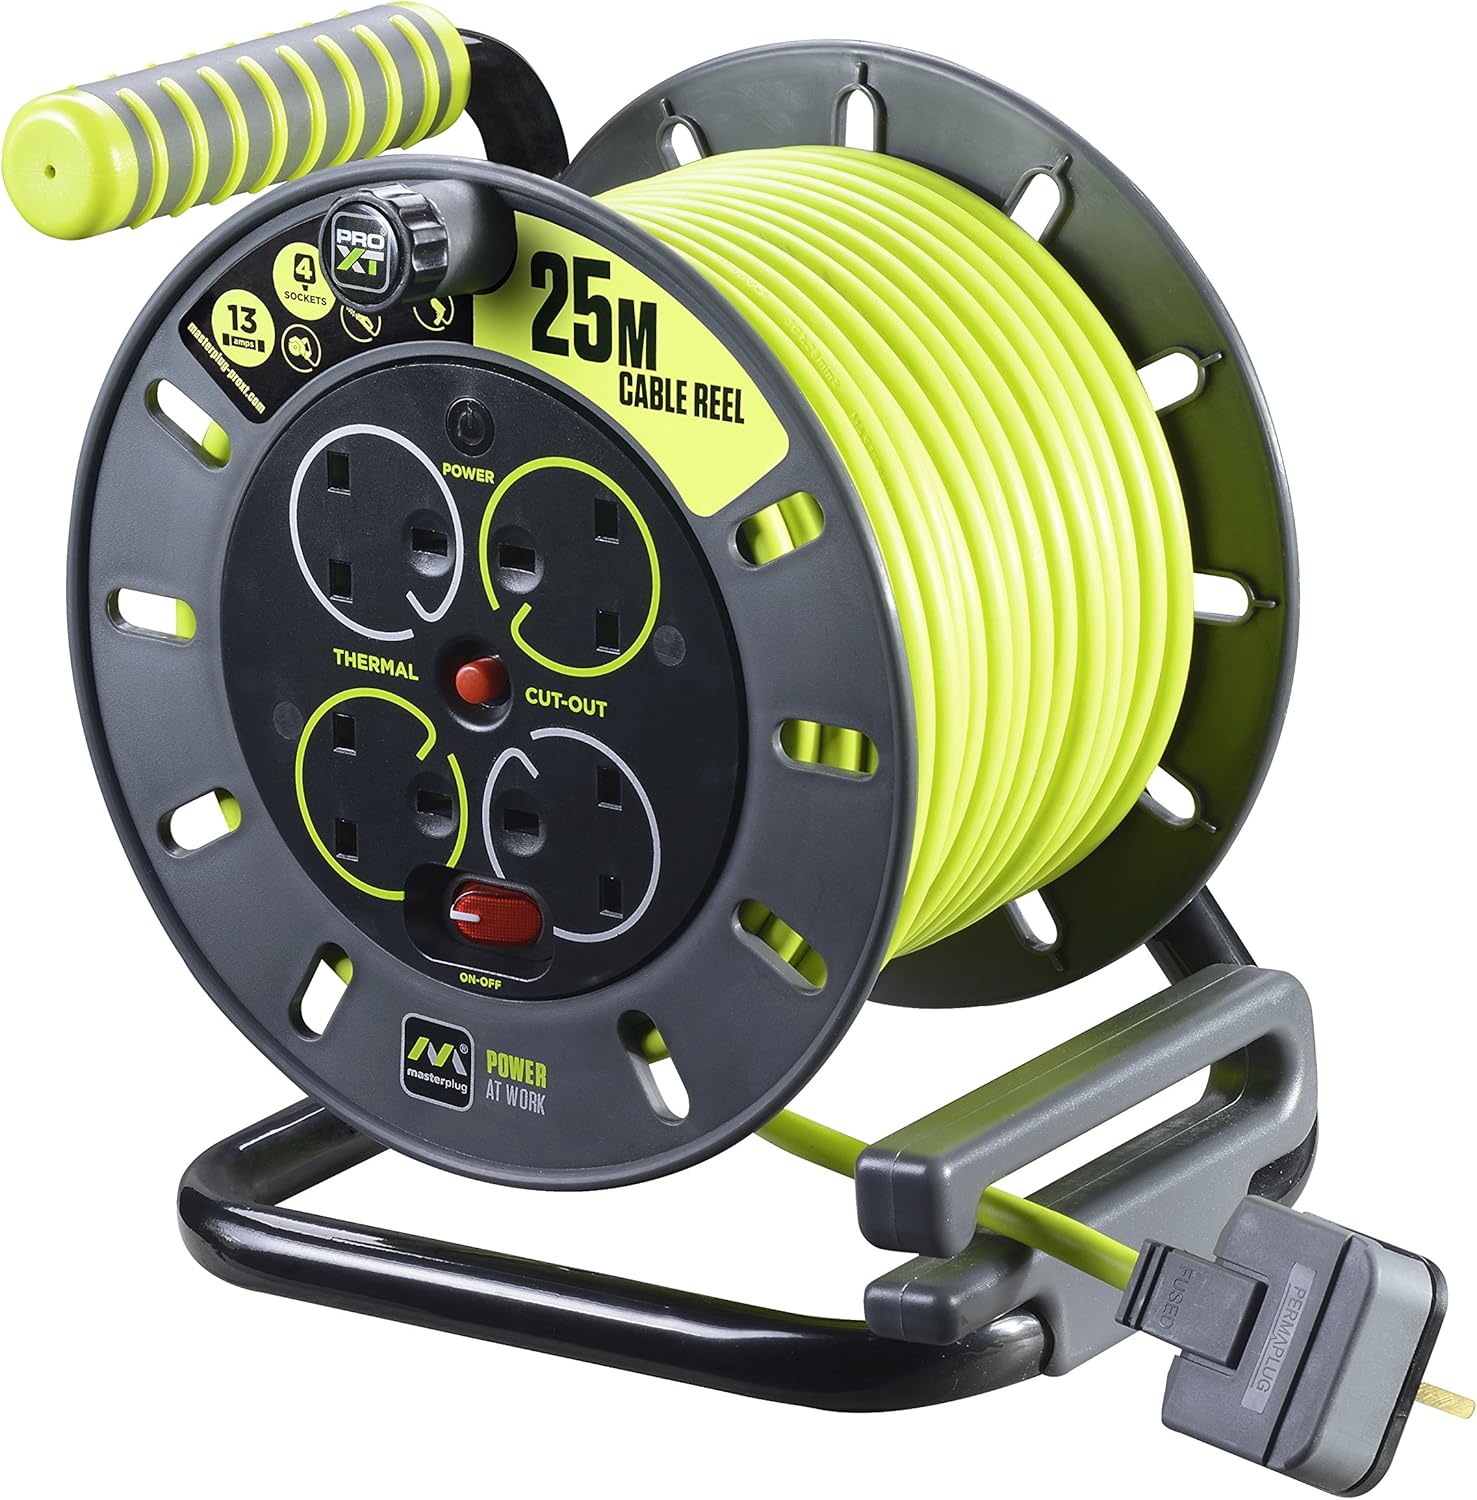 PRO
XT
4
SOCKETS
13
amps
masterplug-proxt.com
25M
CABLE REEL
POWER
THERMAL
CUT-OUT
ON-OFF
masterplug®
POWER
AT WORK
FUSED
PERMAPLUG